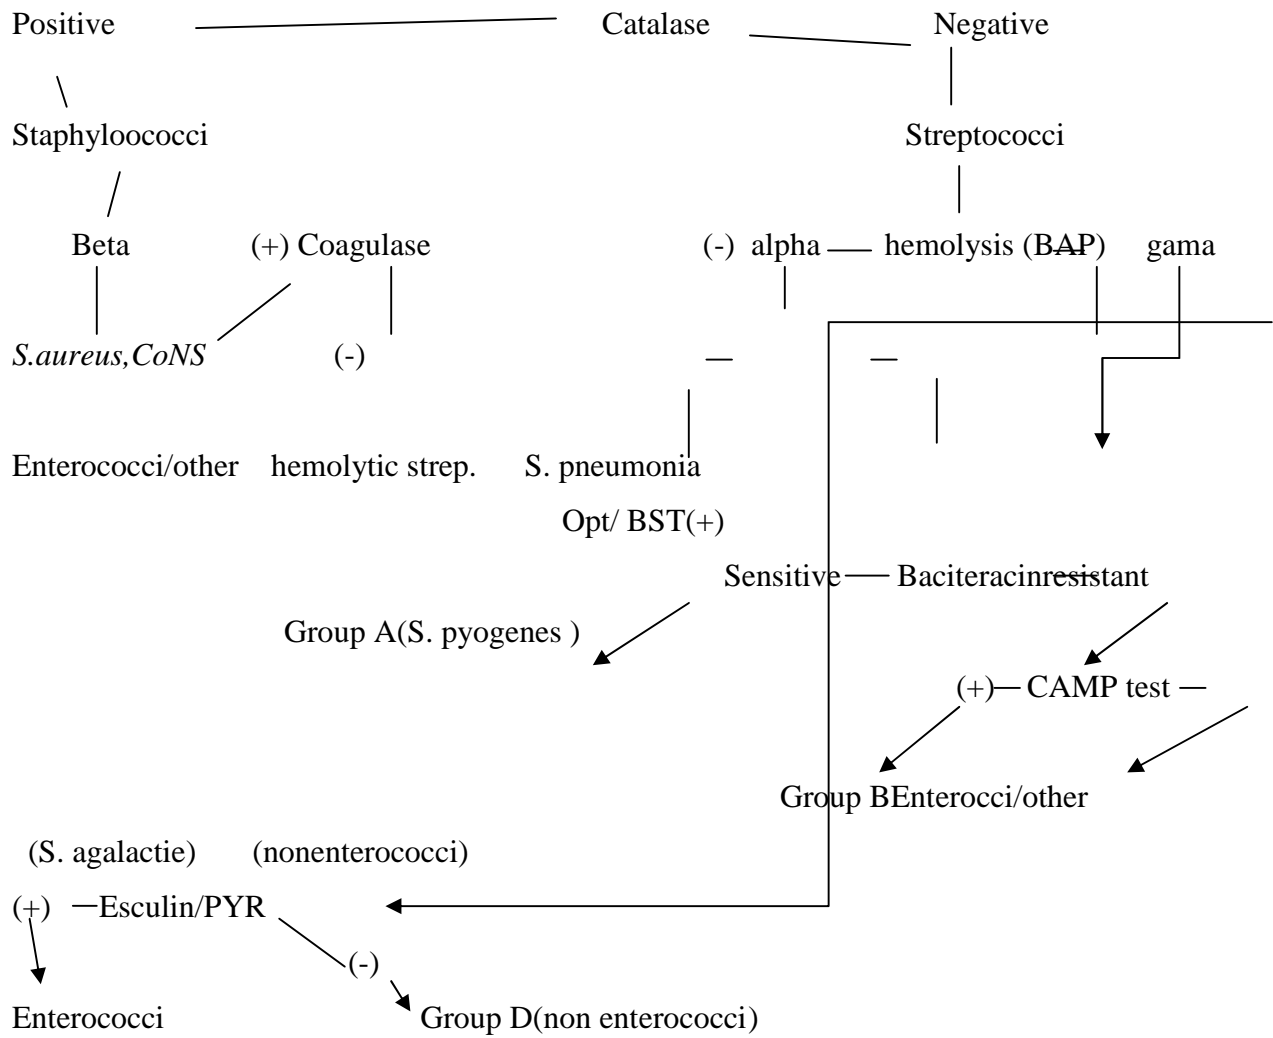 Positive Catalase Negative
Staphyloococci Streptococci
Beta (+) Coagulase (-) alpha hemolysis (BAP) gama
S.aureus,CoNS (-)
Enterococci/other hemolytic strep. S. pneumonia
Opt/ BST(+)
Sensitive Baciteracinresistant
Group A(S. pyogenes )
(+) CAMP test
Group BEnterocci/other
(S. agalactie) (nonenterococci)
(+) Esculin/PYR
(-)
Enterococci Group D(non enterococci)